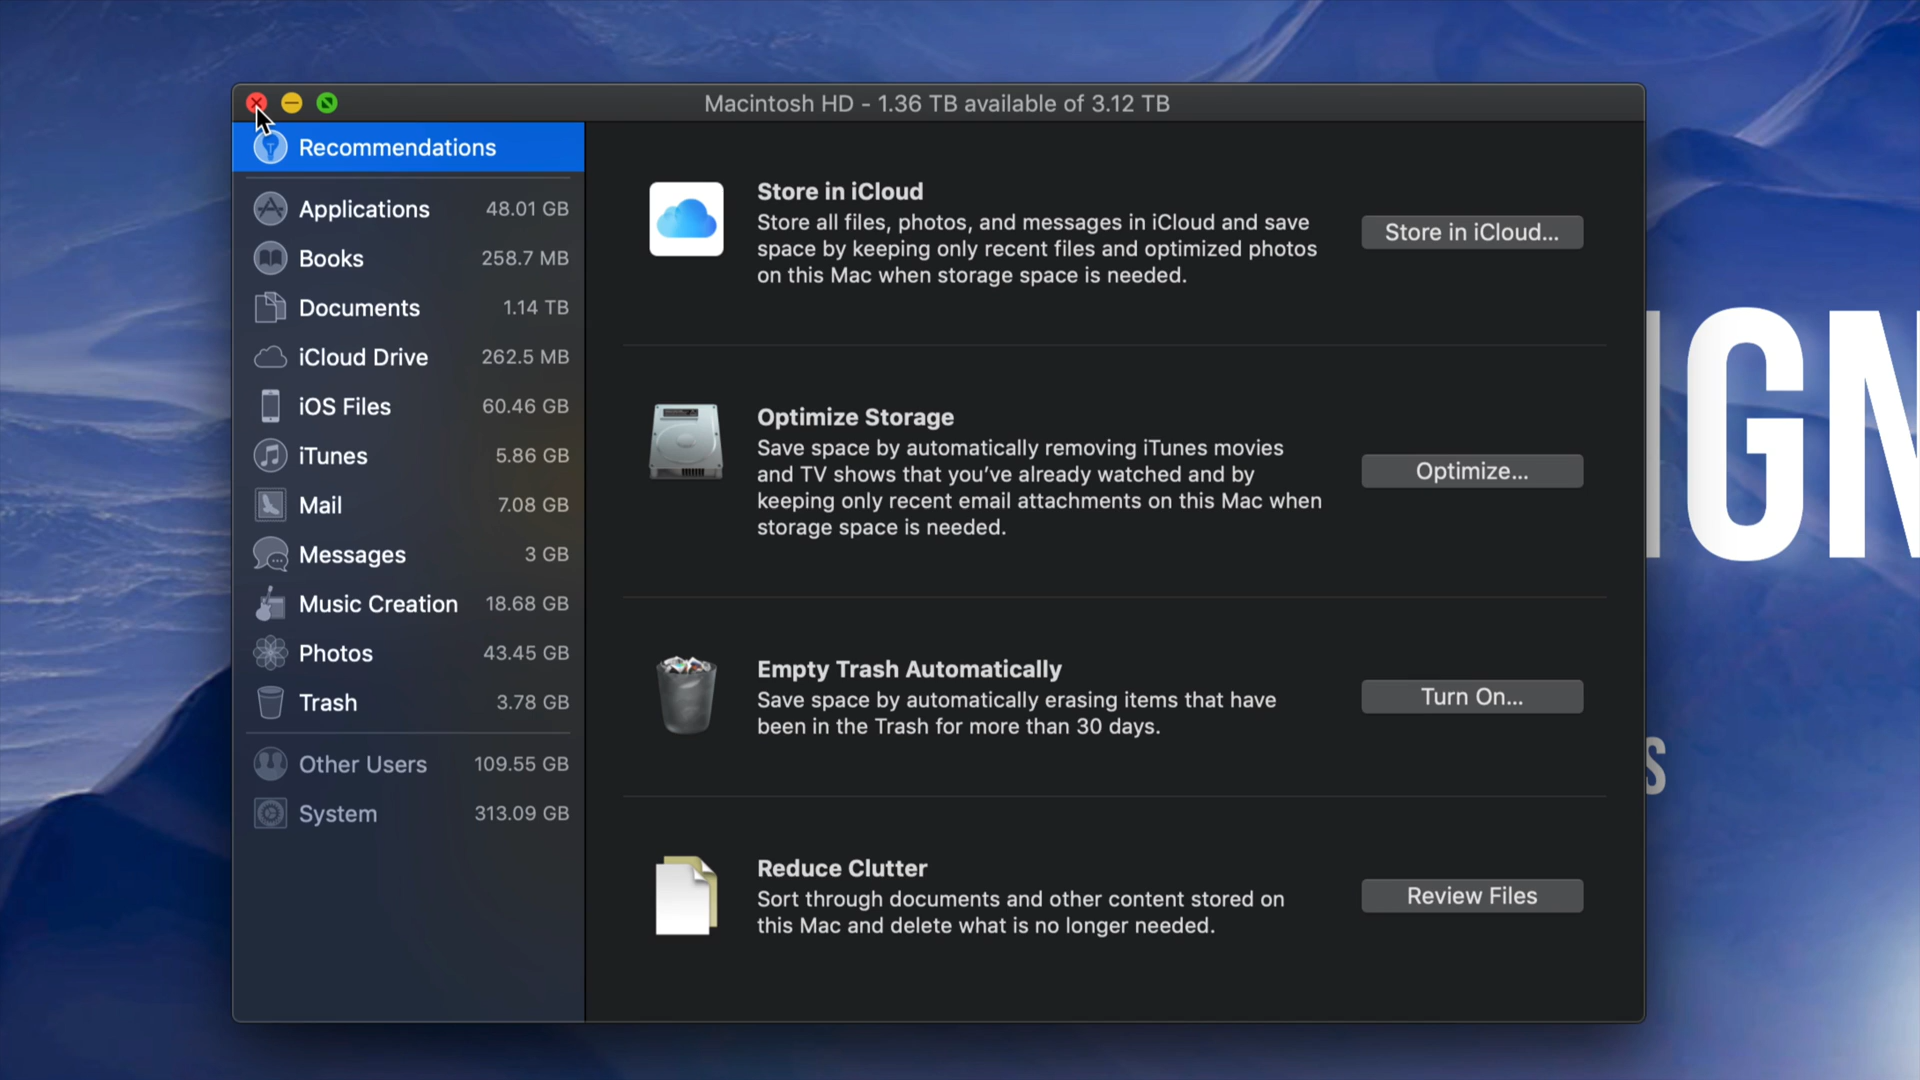 Macintosh HD - 1.36 TB available of 3.12 TB
Recommendations
Applications 48.01 GB
Books 258.7 MB
Documents 1.14 TB
iCloud Drive 262.5 MB
iOS Files 60.46 GB
iTunes 5.86 GB
Mail 7.08 GB
Messages 3 GB
Music Creation 18.68 GB
Photos 43.45 GB
Trash 3.78 GB
Other Users 109.55 GB
System 313.09 GB
Store in iCloud
Store all files, photos, and messages in iCloud and save
space by keeping only recent files and optimized photos
on this Mac when storage space is needed.
Store in iCloud...
Optimize Storage
Save space by automatically removing iTunes movies
and TV shows that you’ve already watched and by
keeping only recent email attachments on this Mac when
storage space is needed.
Optimize...
Empty Trash Automatically
Save space by automatically erasing items that have
been in the Trash for more than 30 days.
Turn On...
Reduce Clutter
Sort through documents and other content stored on
this Mac and delete what is no longer needed.
Review Files
IGN
S